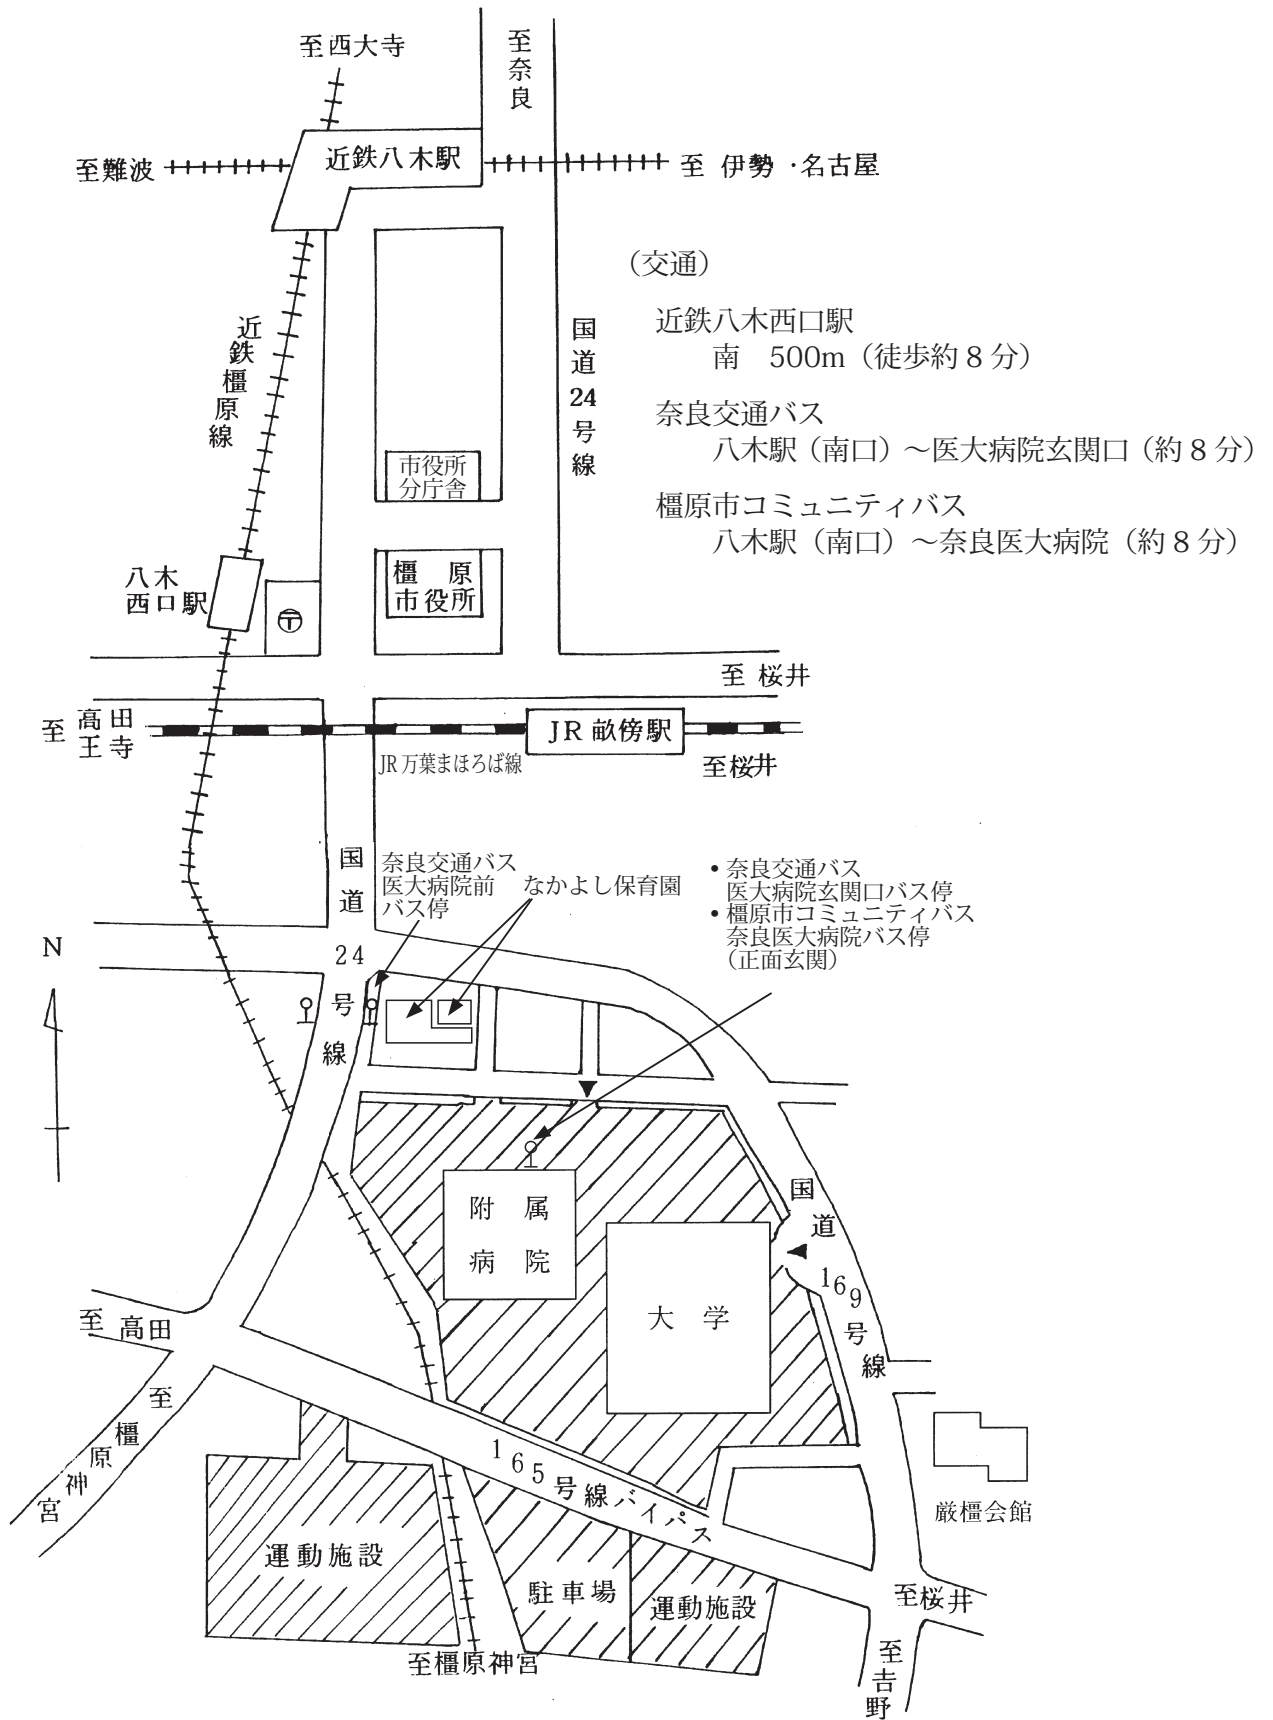 至西大寺
至奈良
近鉄八木駅
至難波
至 伊勢・名古屋
(交通)
近鉄八木西口駅
南 500m(徒歩約8分)
奈良交通バス
八木駅(南口)~医大病院玄関口(約8分)
橿原市コミュニティバス
八木駅(南口)~奈良医大病院(約8分)
近鉄橿原線
国道24号線
市役所
分庁舎
八木
西口駅
〒
橿原
市役所
至 桜井
至 高田
王寺
JR 畝傍駅
JR万葉まほろば線
至桜井
国道24号線
奈良交通バス
医大病院前
バス停
なかよし保育園
・奈良交通バス
医大病院玄関口バス停
・橿原市コミュニティバス
奈良医大病院バス停
(正面玄関)
N
附属
病院
大学
国道169号線
至高田
至橿原神宮
165号線バイパス
厳橿会館
運動施設
駐車場
運動施設
至桜井
至橿原神宮
至吉野